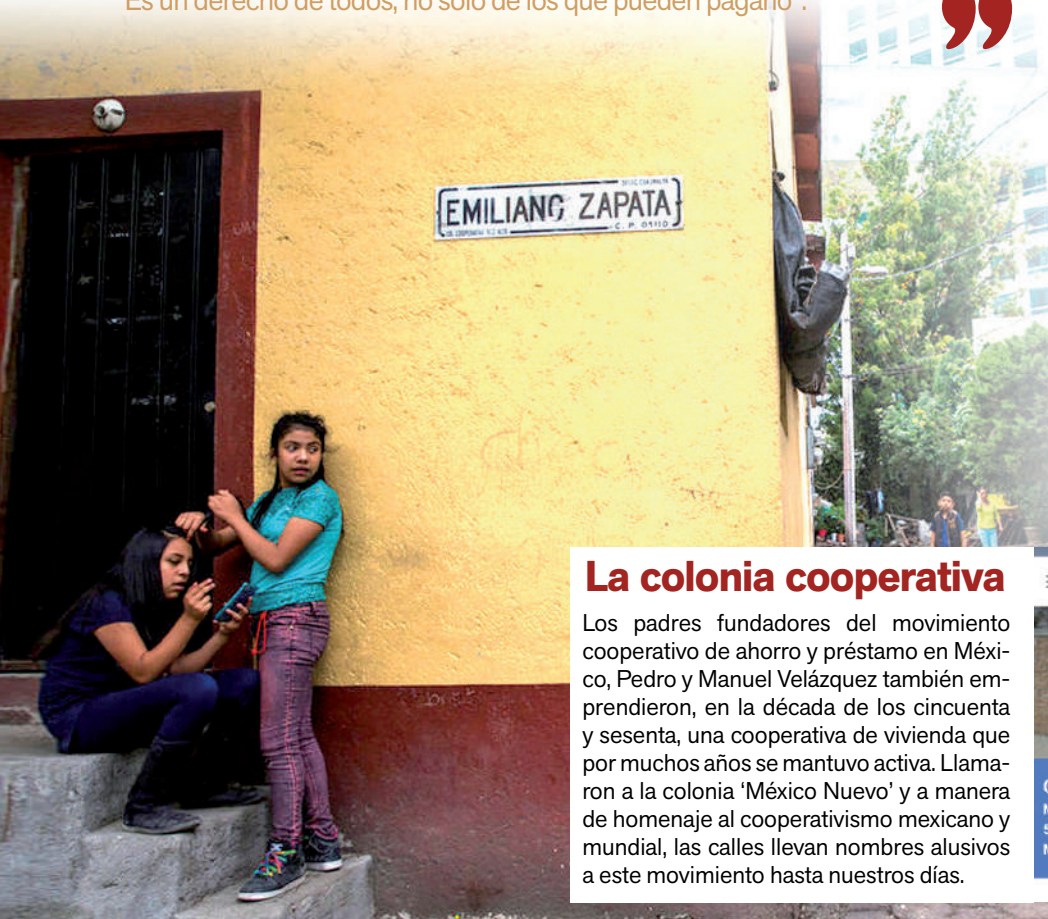 Es un derecho de todos, no sólo de los que pueden pagarlo".
”
EMILIANO ZAPATA
C. P. 05110
La colonia cooperativa
Los padres fundadores del movimiento
cooperativo de ahorro y préstamo en Méxi-
co, Pedro y Manuel Velázquez también em-
prendieron, en la década de los cincuenta
y sesenta, una cooperativa de vivienda que
por muchos años se mantuvo activa. Llama-
ron a la colonia ‘México Nuevo’ y a manera
de homenaje al cooperativismo mexicano y
mundial, las calles llevan nombres alusivos
a este movimiento hasta nuestros días.